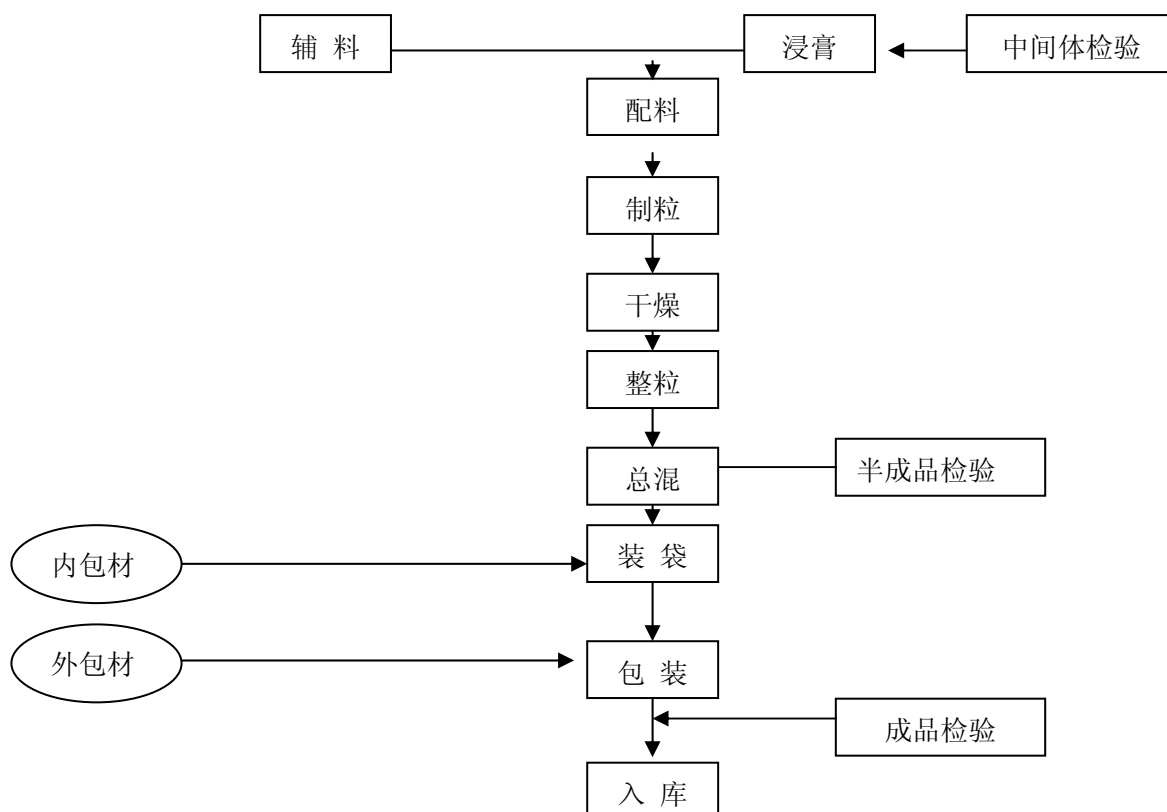 辅 料
浸膏
中间体检验
配料
制粒
干燥
整粒
总混
半成品检验
装 袋
内包材
外包材
包 装
成品检验
入 库